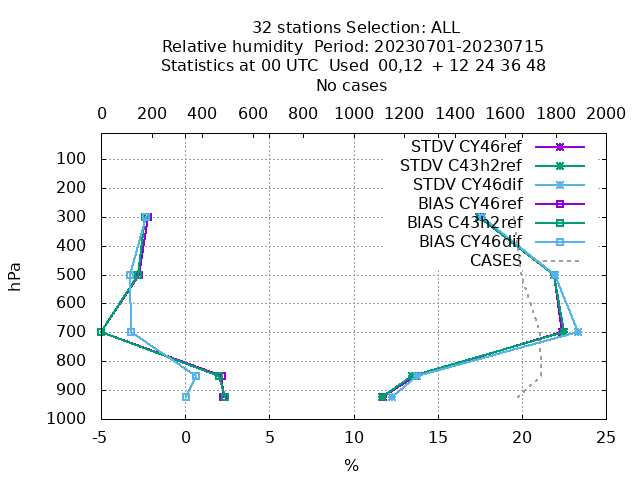 32 stations Selection: ALL
Relative humidity  Period: 20230701-20230715
Statistics at 00 UTC  Used  00,12  + 12 24 36 48
No cases
0 200 400 600 800 1000 1200 1400 1600 1800 2000
STDV CY46ref
STDV C43h2ref
STDV CY46dif
BIAS CY46ref
BIAS C43h2ref
BIAS CY46dif
CASES
100
200
300
400
500
600
700
800
900
1000
hPa
-5 0 5 10 15 20 25
%